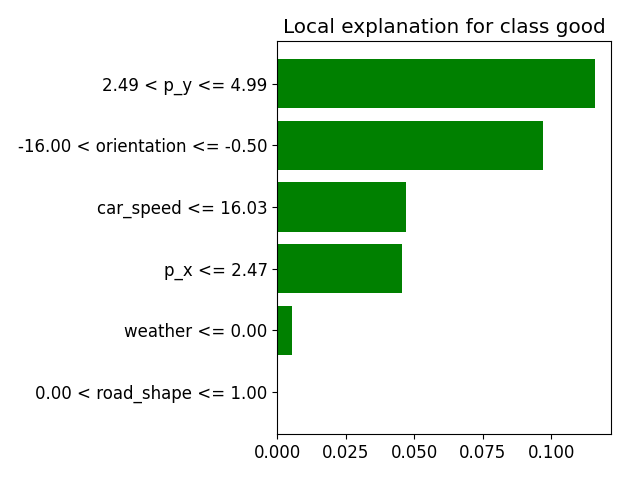 Local explanation for class good
2.49 < p_y <= 4.99
-16.00 < orientation <= -0.50
car_speed <= 16.03
p_x <= 2.47
weather <= 0.00
0.00 < road_shape <= 1.00
0.000 0.025 0.050 0.075 0.100